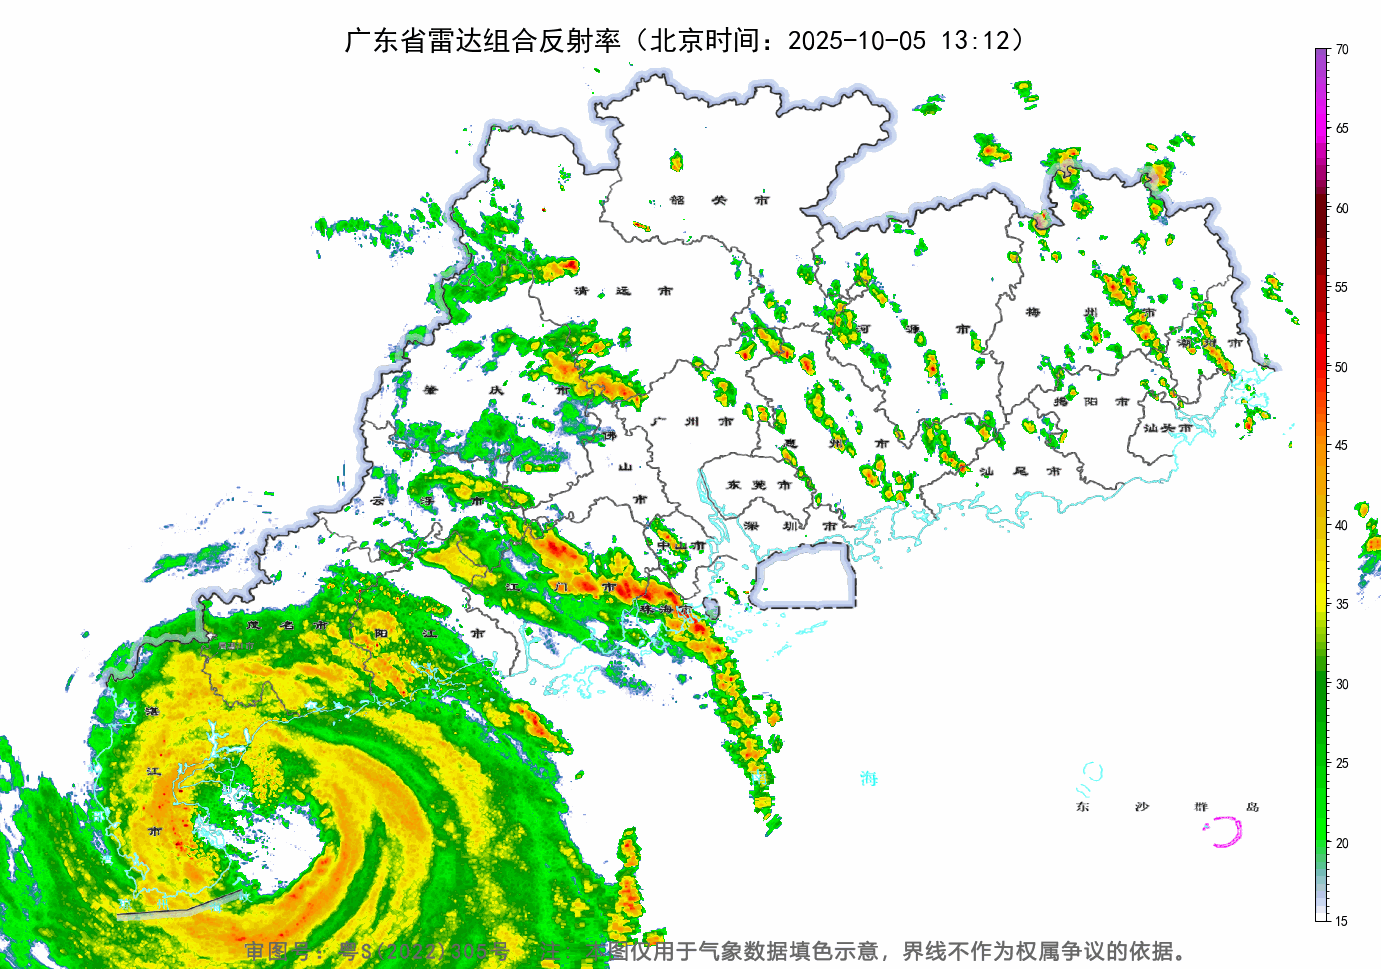 广东省雷达组合反射率（北京时间：2025-10-05 13:12）
70
65
60
55
50
45
40
35
30
25
20
15
韶关市
清远市
河源市
梅州市
潮州市
肇庆市
广州市
佛山市
惠州市
揭阳市
汕头市
云浮市
东莞市
汕尾市
深圳市
中山市
江门市
珠海市
茂名市
阳江市
湛江市
南海
东沙群岛
审图号：粤S(2022)305号 注：本图仅用于气象数据填色示意，界线不作为权属争议的依据。